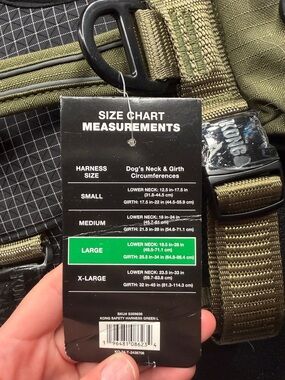 SIZE CHART
MEASUREMENTS
HARNESS SIZE
Dog's Neck & Girth Circumferences
SMALL
LOWER NECK: 12.5 in-17.5 in
(31.8-44.5 cm)
GIRTH: 17.5 in-22 in (44.5-55.9 cm)
MEDIUM
LOWER NECK: 18 in-24 in
GIRTH: 21.5 in-28 in (54.6-71.1 cm)
LARGE
LOWER NECK: 19.5 in-28 in
(49.5-71.1 cm)
GIRTH: 25.5 in-34 in (64.8-86.4 cm)
X-LARGE
LOWER NECK: 23.5 in-33 in
(59.7-83.8 cm)
GIRTH: 32 in-45 in (81.3-114.3 cm)
KONG SAFETY HARNESS GREEN L
KONG